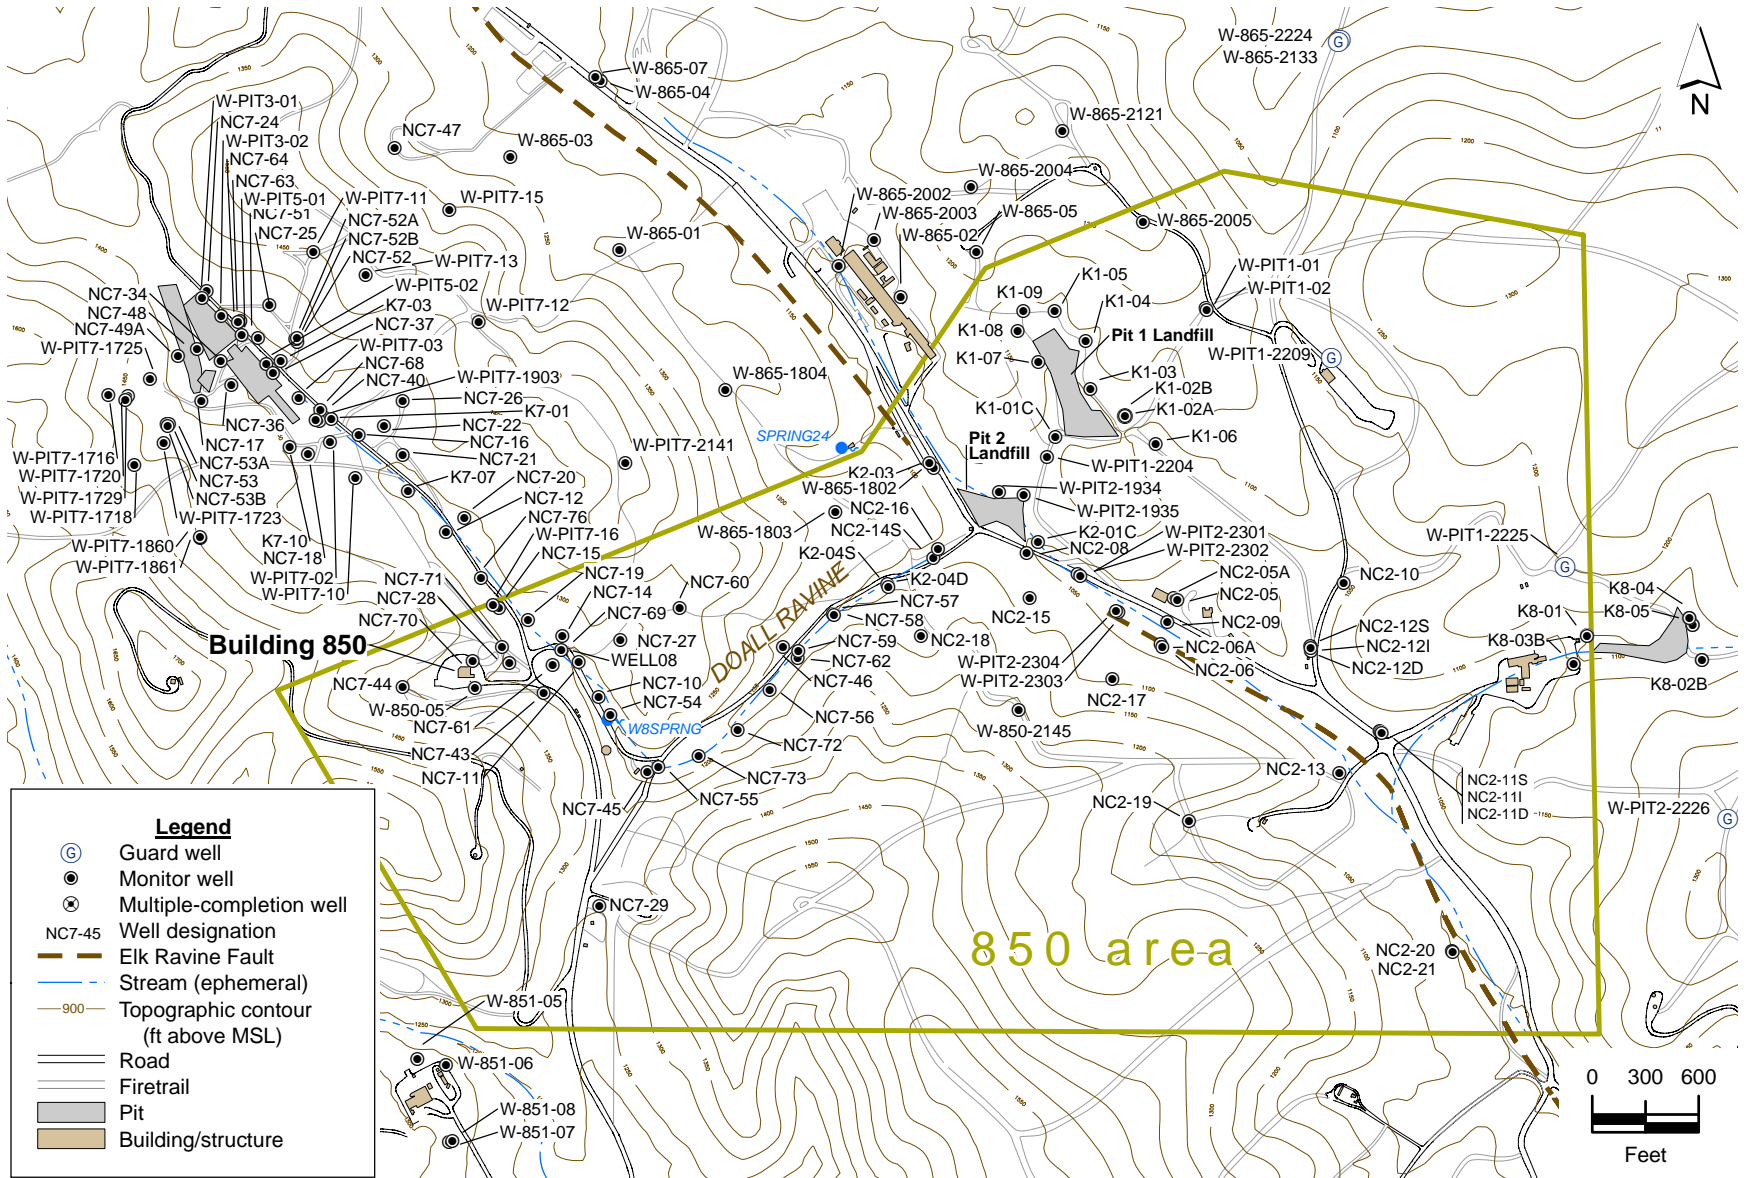 W-865-2224
W-865-2133
N
W-865-07
W-865-04
W-865-03
W-865-2121
NC7-47
W-PIT3-01
NC7-24
W-PIT3-02
NC7-64
NC7-63
W-PIT5-01
NC7-51
NC7-25
W-PIT7-11
NC7-52A
NC7-52B
NC7-52
W-PIT7-13
W-PIT5-02
K7-03
NC7-37
W-PIT7-03
NC7-68
NC7-40
W-PIT7-15
W-PIT7-12
W-865-01
W-865-2002
W-865-2003
W-865-02
W-865-2004
W-865-05
W-865-2005
W-PIT1-01
W-PIT1-02
W-PIT1-2209
K1-05
K1-09
K1-04
K1-08
Pit 1 Landfill
K1-07
K1-03
K1-02B
K1-02A
K1-01C
K1-06
NC7-34
NC7-48
NC7-49A
W-PIT7-1725
W-PIT7-1903
NC7-26
K7-01
NC7-22
NC7-16
NC7-21
NC7-36
NC7-17
NC7-53A
NC7-53
NC7-53B
W-PIT7-1723
W-PIT7-1716
W-PIT7-1720
W-PIT7-1729
W-PIT7-1718
W-PIT7-1860
W-PIT7-1861
K7-10
NC7-18
W-PIT7-02
W-PIT7-10
K7-07
NC7-20
NC7-12
NC7-76
W-PIT7-16
NC7-15
W-865-1804
SPRING24
W-PIT7-2141
Pit 2
Landfill
K2-03
W-865-1802
W-865-1803
NC2-16
NC2-14S
K2-04S
K2-04D
W-PIT1-2204
W-PIT2-1934
W-PIT2-1935
K2-01C
NC2-08
W-PIT2-2301
W-PIT2-2302
NC2-05A
NC2-05
NC2-09
NC2-10
W-PIT1-2225
K8-04
K8-01
K8-05
K8-03B
K8-02B
NC7-71
NC7-28
NC7-70
Building 850
NC7-19
NC7-14
NC7-69
NC7-60
NC7-27
WELL08
DOALL RAVINE
NC7-57
NC7-58
NC7-59
NC7-62
NC7-46
NC2-15
NC2-18
W-PIT2-2304
W-PIT2-2303
NC2-06A
NC2-06
NC2-12S
NC2-12I
NC2-12D
NC2-17
NC7-44
W-850-05
NC7-61
NC7-43
NC7-11
NC7-10
NC7-54
W8SPRNG
NC7-56
NC7-72
NC7-73
NC7-55
NC7-45
W-850-2145
NC2-13
NC2-19
NC2-11S
NC2-11I
NC2-11D
W-PIT2-2226
NC7-29
850 area
NC2-20
NC2-21
W-851-05
W-851-06
W-851-08
W-851-07
Legend
G Guard well
Monitor well
Multiple-completion well
NC7-45 Well designation
Elk Ravine Fault
Stream (ephemeral)
900 Topographic contour
(ft above MSL)
Road
Firetrail
Pit
Building/structure
0 300 600
Feet